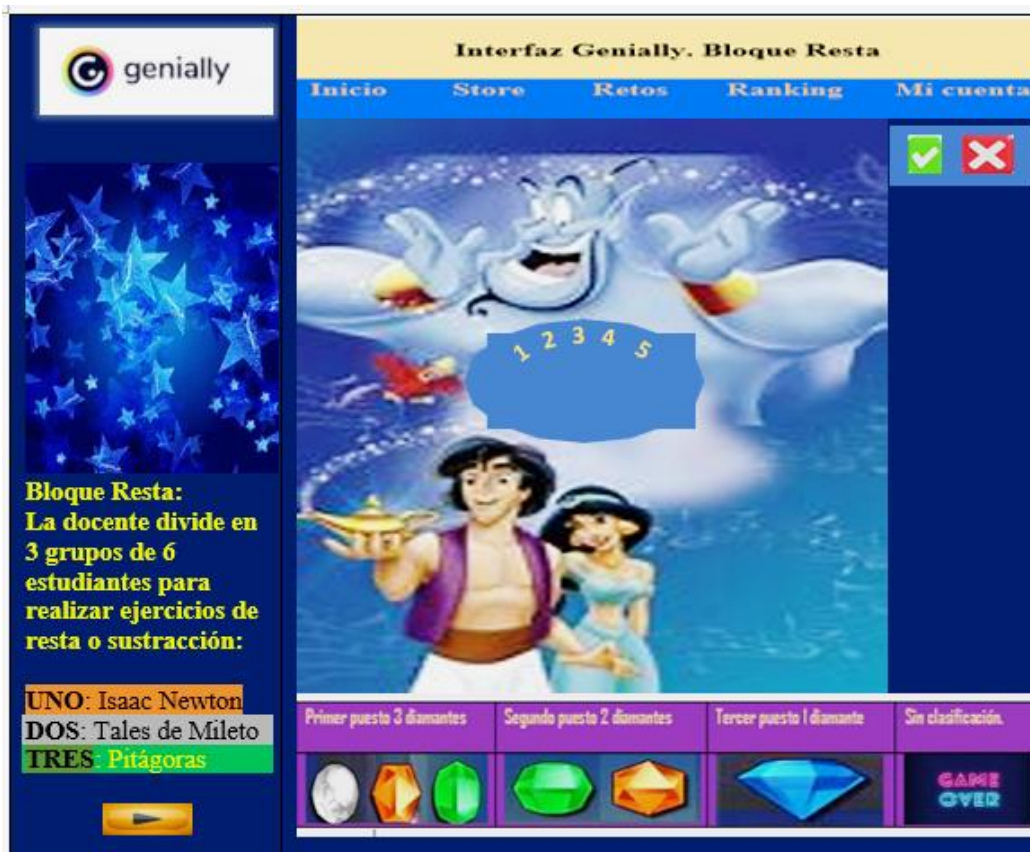 genially
Interfaz Genially. Bloque Resta
Inicio Store Retos Ranking Mi cuenta
1 2 3 4 5
Bloque Resta:
La docente divide en
3 grupos de 6
estudiantes para
realizar ejercicios de
resta o sustracción:
UNO: Isaac Newton
DOS: Tales de Mileto
TRES: Pitágoras
Primer puesto 3 diamantes
Segundo puesto 2 diamantes
Tercer puesto 1 diamante
Sin clasificación.
GAME
OVER